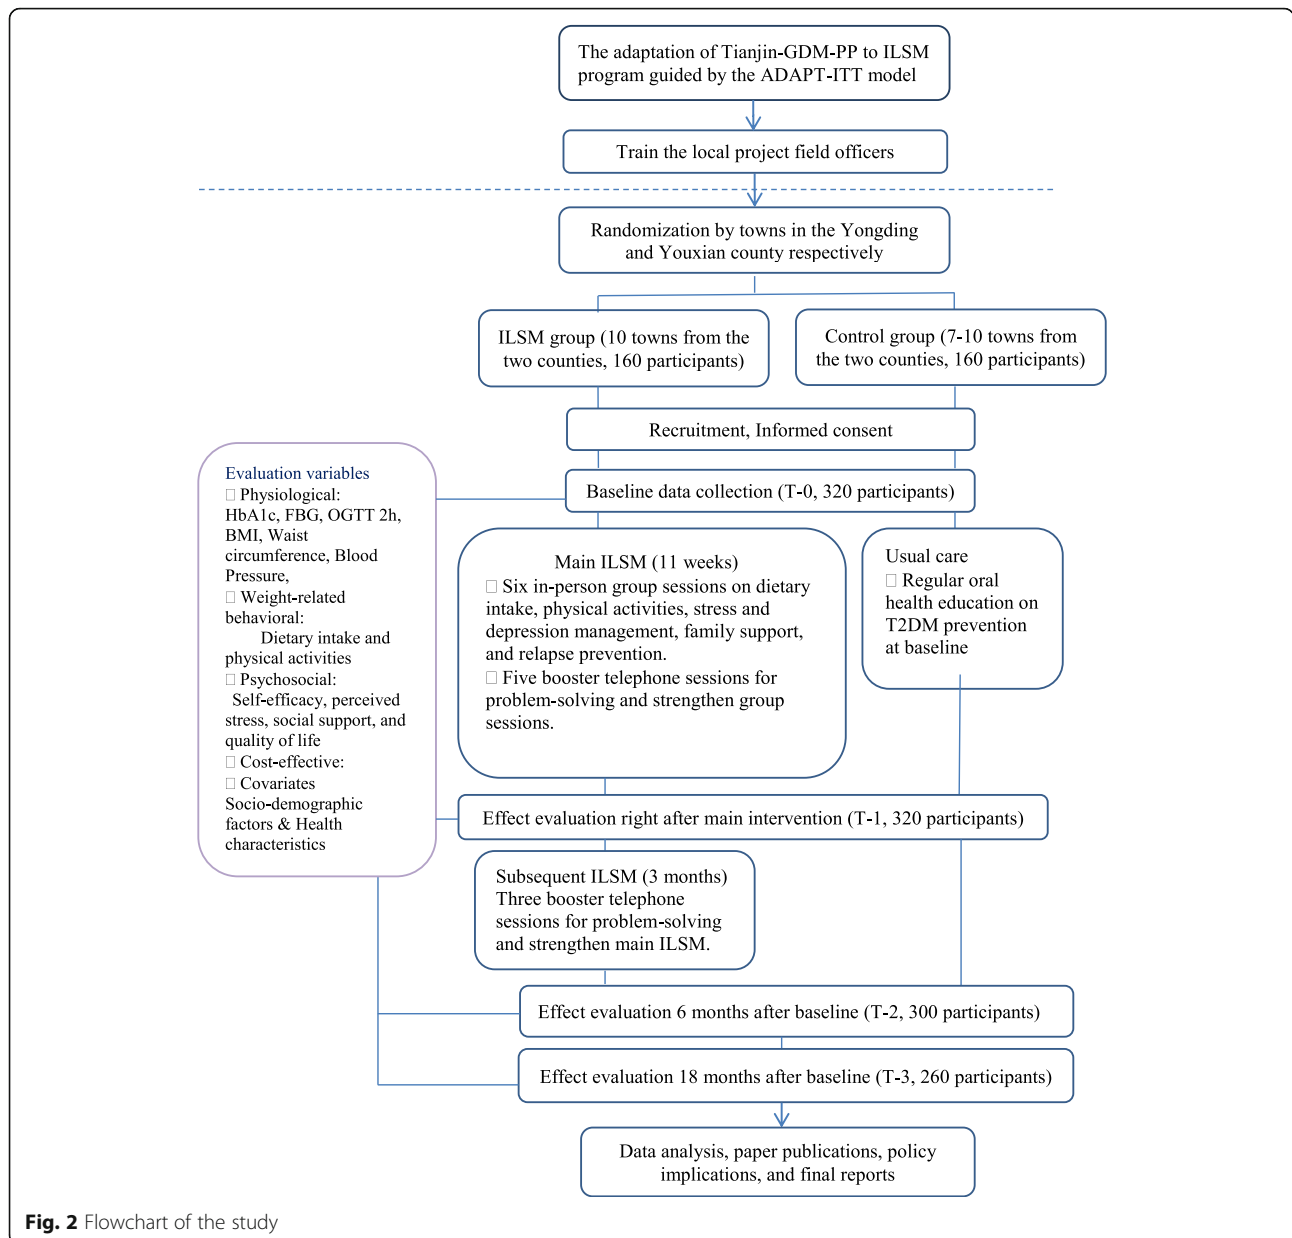 The adaptation of Tianjin-GDM-PP to ILSM
program guided by the ADAPT-ITT model
Train the local project field officers
Randomization by towns in the Yongding
and Youxian county respectively
ILSM group (10 towns from the
two counties, 160 participants)
Control group (7-10 towns from
the two counties, 160 participants)
Recruitment, Informed consent
Baseline data collection (T-0, 320 participants)
Evaluation variables
□ Physiological:
HbA1c, FBG, OGTT 2h,
BMI, Waist
circumference, Blood
Pressure,
□ Weight-related
behavioral:
Dietary intake and
physical activities
□ Psychosocial:
Self-efficacy, perceived
stress, social support, and
quality of life
□ Cost-effective:
□ Covariates
Socio-demographic
factors & Health
characteristics
Main ILSM (11 weeks)
□ Six in-person group sessions on dietary
intake, physical activities, stress and
depression management, family support,
and relapse prevention.
□ Five booster telephone sessions for
problem-solving and strengthen group
sessions.
Usual care
□ Regular oral
health education on
T2DM prevention
at baseline
Effect evaluation right after main intervention (T-1, 320 participants)
Subsequent ILSM (3 months)
Three booster telephone
sessions for problem-solving
and strengthen main ILSM.
Effect evaluation 6 months after baseline (T-2, 300 participants)
Effect evaluation 18 months after baseline (T-3, 260 participants)
Data analysis, paper publications, policy
implications, and final reports
Fig. 2 Flowchart of the study